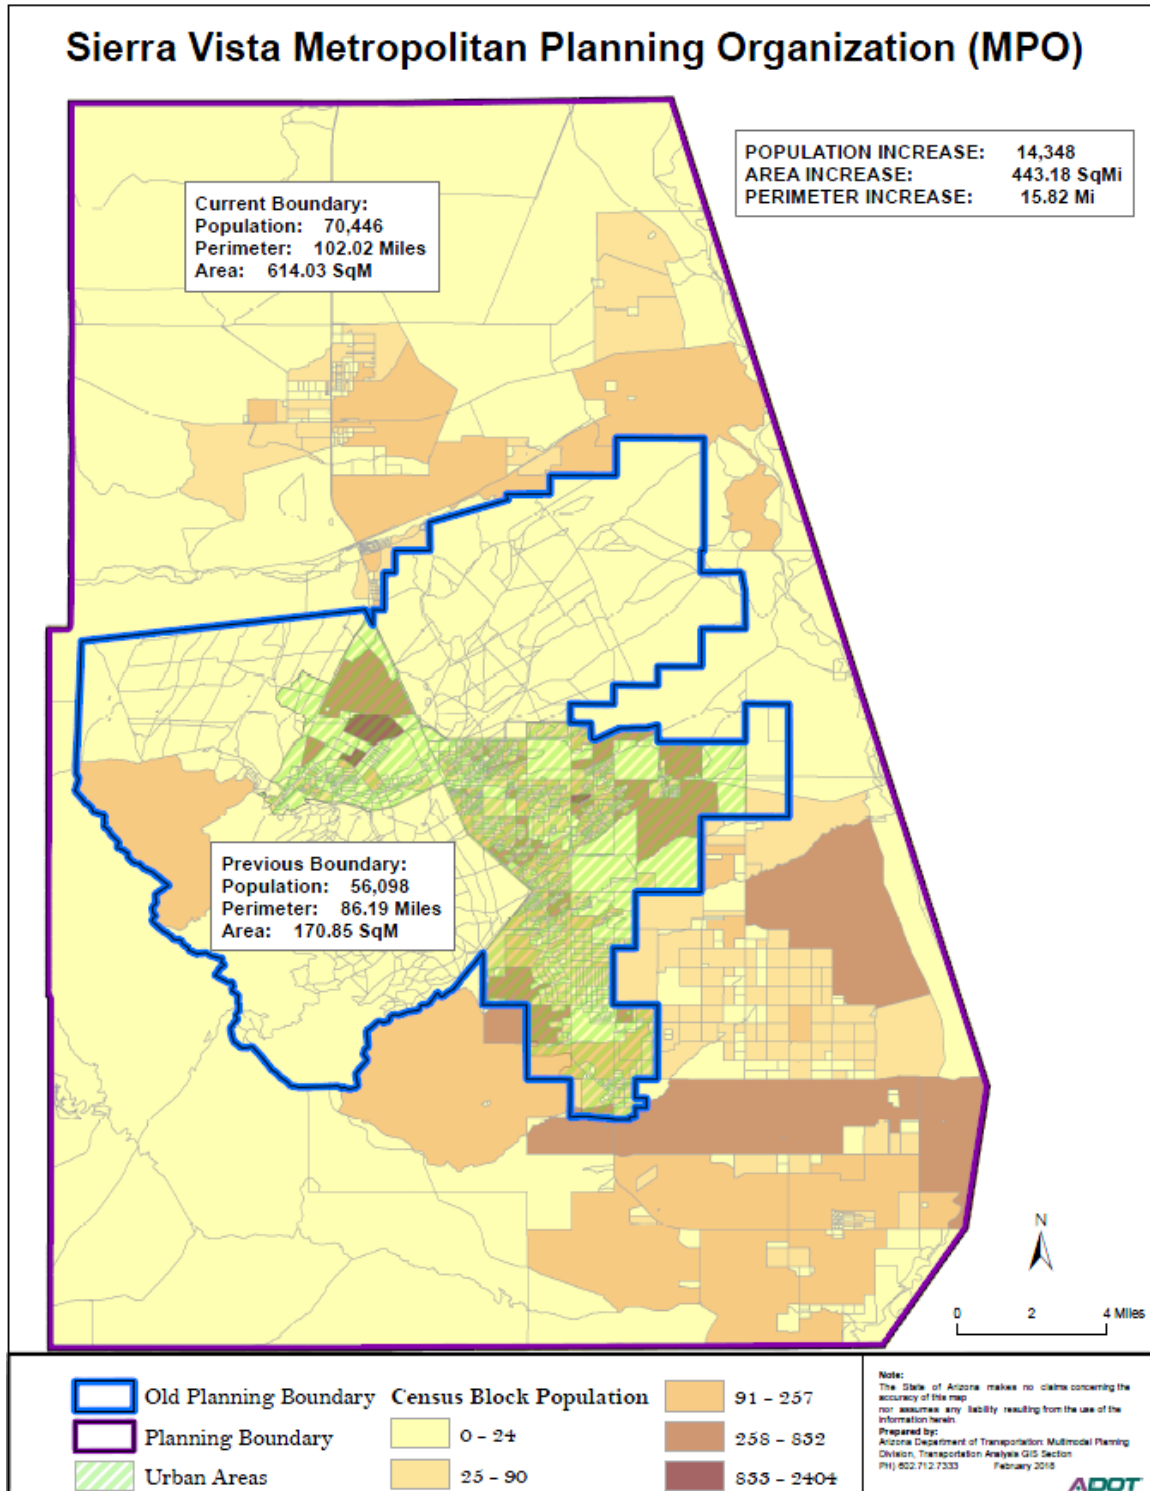 Sierra Vista Metropolitan Planning Organization (MPO)
POPULATION INCREASE: 14,348
AREA INCREASE: 443.18 SqMi
PERIMETER INCREASE: 15.82 Mi
Current Boundary:
Population: 70,446
Perimeter: 102.02 Miles
Area: 614.03 SqM
Previous Boundary:
Population: 56,098
Perimeter: 86.19 Miles
Area: 170.85 SqM
N
0 2 4 Miles
Old Planning Boundary
Planning Boundary
Urban Areas
Census Block Population
0 - 24
25 - 90
91 - 257
258 - 832
833 - 2404
Note:
The State of Arizona makes no claims concerning the
accuracy of this map
nor assumes any liability resulting from the use of the
information herein.
Prepared by:
Arizona Department of Transportation: Multimodal Planning
Division, Transportation Analysis GIS Section
PH) 602.712.7333 February 2018
ADOT